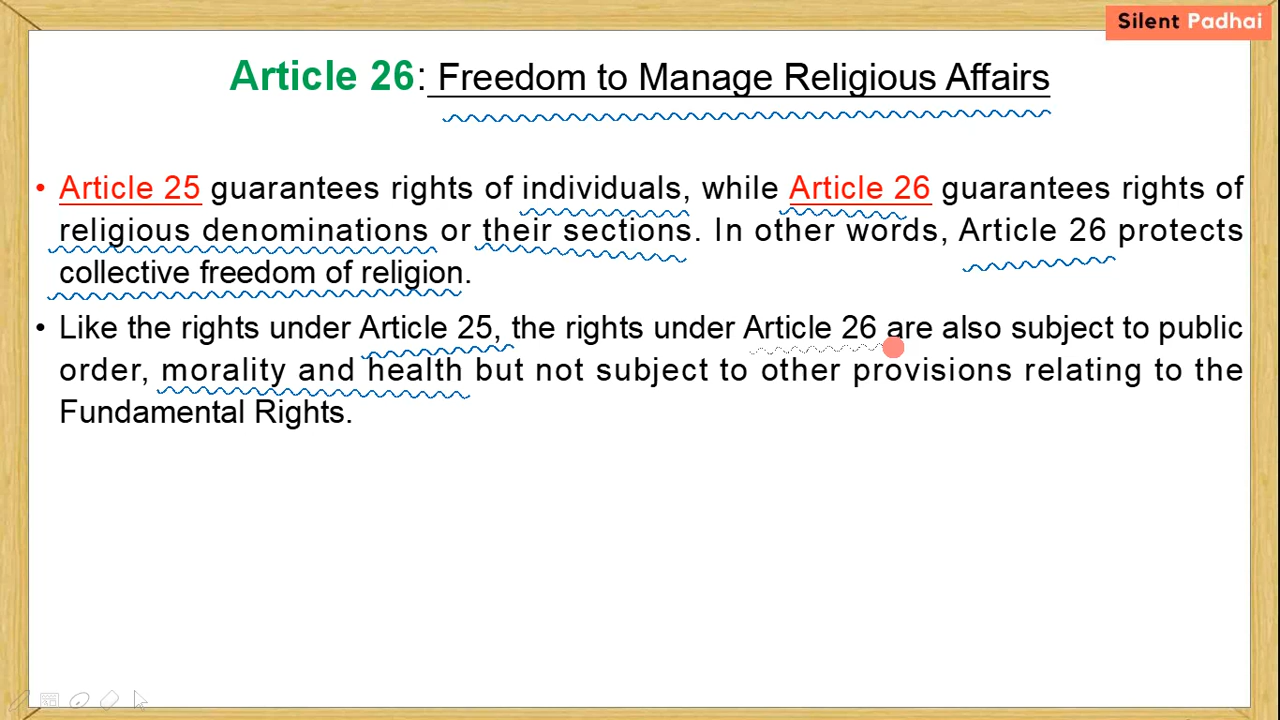 Silent Padhai
Article 26: Freedom to Manage Religious Affairs
• Article 25 guarantees rights of individuals, while Article 26 guarantees rights of
religious denominations or their sections. In other words, Article 26 protects
collective freedom of religion.
• Like the rights under Article 25, the rights under Article 26 are also subject to public
order, morality and health but not subject to other provisions relating to the
Fundamental Rights.